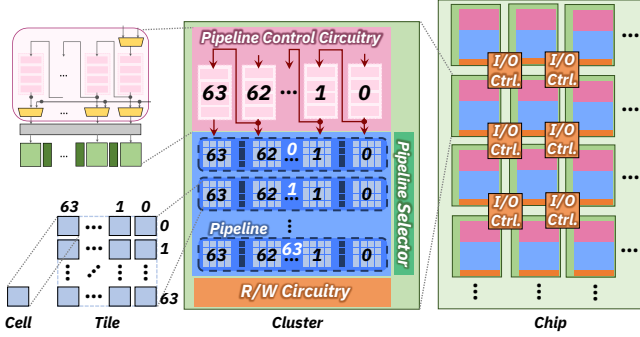 Pipeline Control Circuitry
63 62 ... 1 0
63 62 0 ... 1 0
63 62 1 ... 1 0
Pipeline
63 62 63 ... 1 0
Pipeline Selector
R/W Circuitry
Cluster
63 1 0
0
1
63
Cell
Tile
I/O Ctrl.
I/O Ctrl.
I/O Ctrl.
I/O Ctrl.
I/O Ctrl.
I/O Ctrl.
Chip